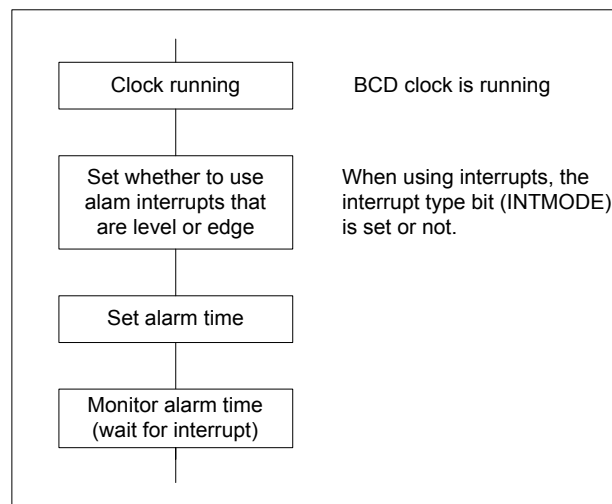 Clock running
BCD clock is running
Set whether to use
alam interrupts that
are level or edge
When using interrupts, the
interrupt type bit (INTMODE)
is set or not.
Set alarm time
Monitor alarm time
(wait for interrupt)